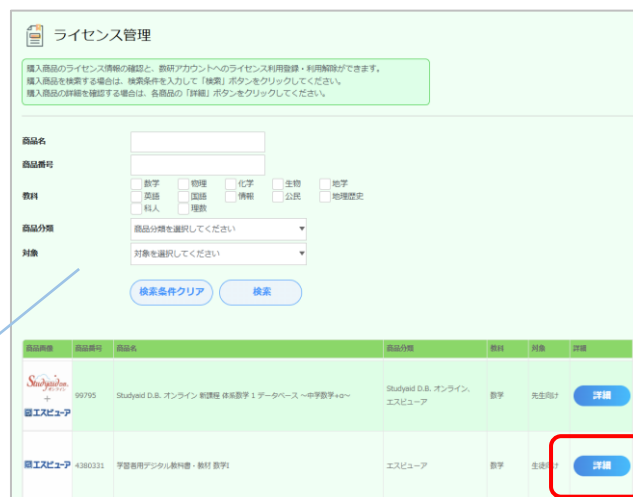 ライセンス管理
購入商品のライセンス情報の確認と、数研アカウントへのライセンス利用登録・利用解除ができます。
購入商品を検索する場合は、検索条件を入力して「検索」ボタンをクリックしてください。
購入商品の詳細を確認する場合は、各商品の「詳細」ボタンをクリックしてください。
商品名
商品番号
教科 数学 物理 化学 生物 地学
英語 国語 情報 公民 地理歴史
科人 理数
商品分類 商品分類を選択してください
対象 対象を選択してください
検索条件クリア 検索
商品画像 商品番号 商品名 商品分類 教科 対象 詳細
Studyaid D.B. オンライン + エスビューア 99795 Studyaid D.B. オンライン 新課程 体系数学 1 データベース ～中学数学+α～ Studyaid D.B. オンライン, エスビューア 数学 先生向け 詳細
エスビューア 4380331 学習者用デジタル教科書・教材 数学I エスビューア 数学 生徒向け 詳細